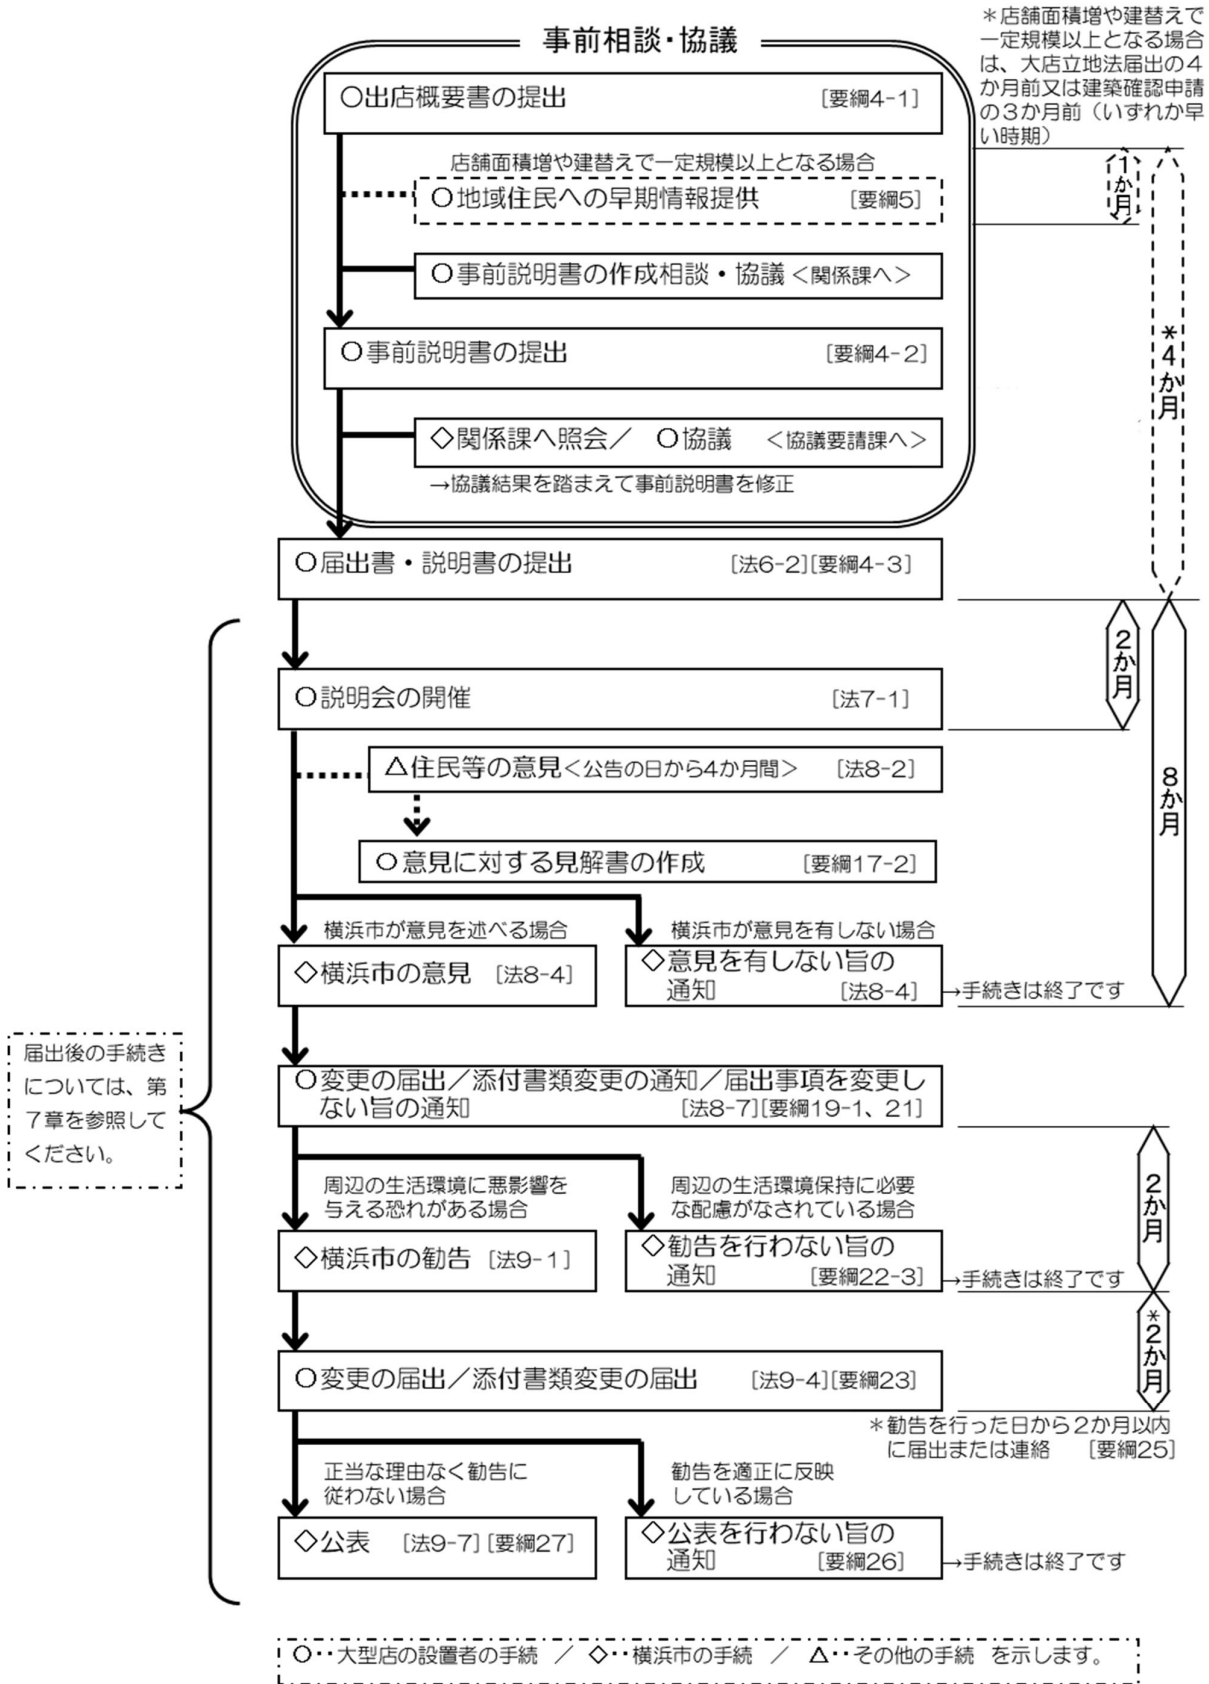 事前相談・協議
＊店舗面積増や建替えで
一定規模以上となる場合
は、大店立地法届出の４
か月前又は建築確認申請
の３か月前（いずれか早
い時期）
○出店概要書の提出 [要綱4-1]
店舗面積増や建替えで一定規模以上となる場合
○地域住民への早期情報提供 [要綱5]
1か月
○事前説明書の作成相談・協議＜関係課へ＞
○事前説明書の提出 [要綱4-2]
*4か月
◇関係課へ照会／ ○協議 ＜協議要請課へ＞
→協議結果を踏まえて事前説明書を修正
○届出書・説明書の提出 [法6-2][要綱4-3]
2か月
○説明会の開催 [法7-1]
△住民等の意見＜公告の日から4か月間＞ [法8-2]
8か月
○意見に対する見解書の作成 [要綱17-2]
横浜市が意見を述べる場合
横浜市が意見を有しない場合
◇横浜市の意見 [法8-4]
◇意見を有しない旨の
通知 [法8-4]
→手続きは終了です
届出後の手続き
については、第
７章を参照して
ください。
○変更の届出／添付書類変更の通知／届出事項を変更し
ない旨の通知 [法8-7][要綱19-1、21]
周辺の生活環境に悪影響を
与える恐れがある場合
周辺の生活環境保持に必要
な配慮がなされている場合
2か月
◇横浜市の勧告 [法9-1]
◇勧告を行わない旨の
通知 [要綱22-3]
→手続きは終了です
*2か月
○変更の届出／添付書類変更の届出 [法9-4][要綱23]
＊勧告を行った日から２か月以内
に届出または連絡 [要綱25]
正当な理由なく勧告に
従わない場合
勧告を適正に反映
している場合
◇公表 [法9-7][要綱27]
◇公表を行わない旨の
通知 [要綱26]
→手続きは終了です
○‥大型店の設置者の手続 ／ ◇‥横浜市の手続 ／ △‥その他の手続 を示します。